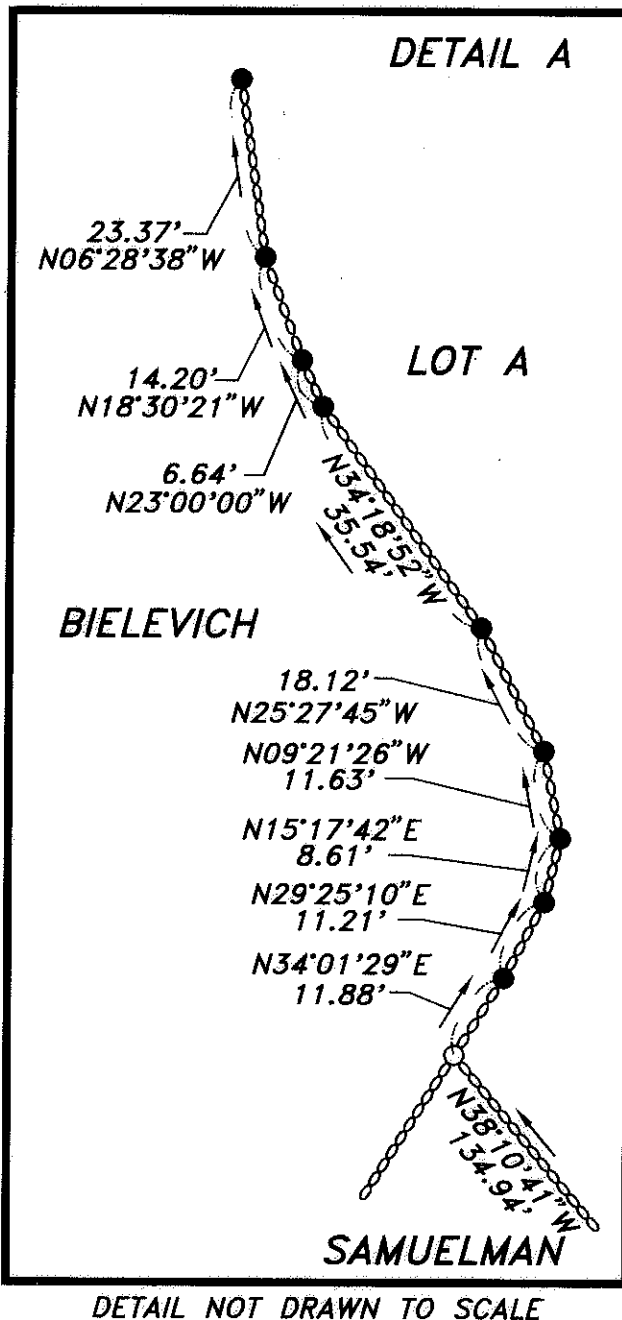 DETAIL A
23.37'
N06°28'38"W
14.20'
N18°30'21"W
LOT A
6.64'
N23°00'00"W
N34°18'52"W
35.54'
BIELEVICH
18.12'
N25°27'45"W
N09°21'26"W
11.63'
N15°17'42"E
8.61'
N29°25'10"E
11.21'
N34°01'29"E
11.88'
N38°10'41"W
134.94'
SAMUELMAN
DETAIL NOT DRAWN TO SCALE